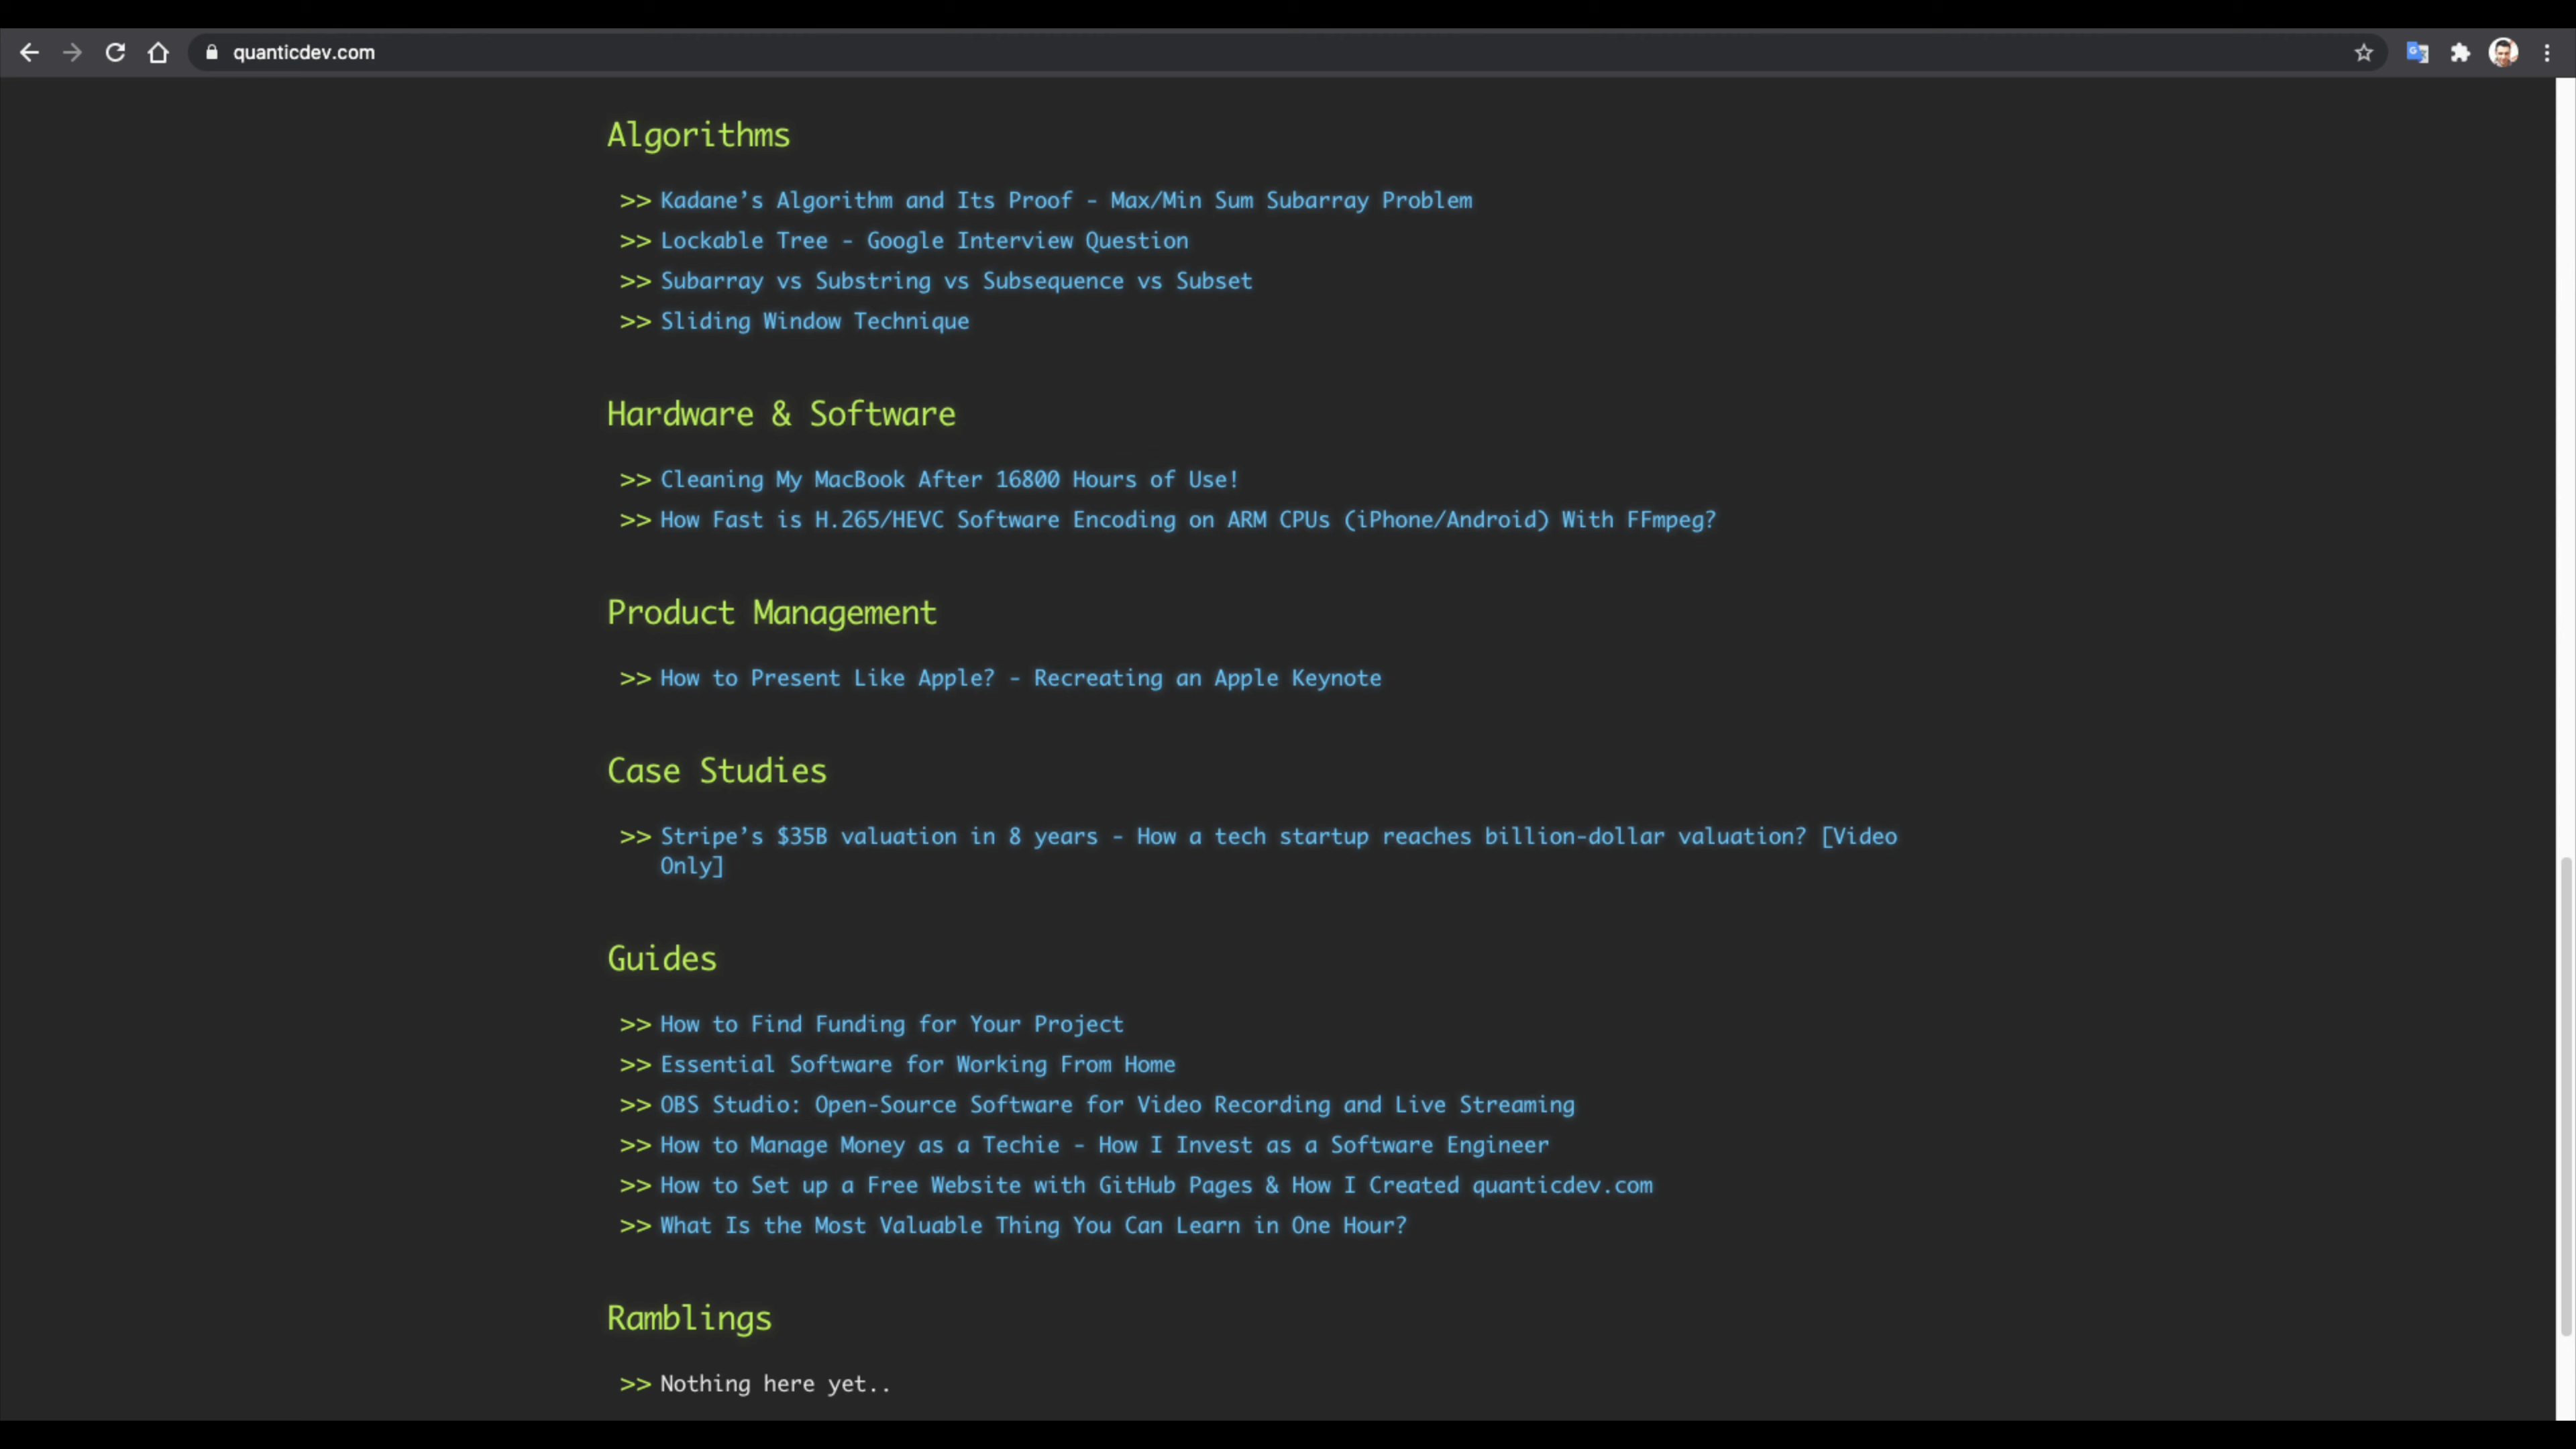 quanticdev.com
Algorithms
>> Kadane’s Algorithm and Its Proof - Max/Min Sum Subarray Problem
>> Lockable Tree - Google Interview Question
>> Subarray vs Substring vs Subsequence vs Subset
>> Sliding Window Technique
Hardware & Software
>> Cleaning My MacBook After 16800 Hours of Use!
>> How Fast is H.265/HEVC Software Encoding on ARM CPUs (iPhone/Android) With FFmpeg?
Product Management
>> How to Present Like Apple? - Recreating an Apple Keynote
Case Studies
>> Stripe’s $35B valuation in 8 years - How a tech startup reaches billion-dollar valuation? [Video
Only]
Guides
>> How to Find Funding for Your Project
>> Essential Software for Working From Home
>> OBS Studio: Open-Source Software for Video Recording and Live Streaming
>> How to Manage Money as a Techie - How I Invest as a Software Engineer
>> How to Set up a Free Website with GitHub Pages & How I Created quanticdev.com
>> What Is the Most Valuable Thing You Can Learn in One Hour?
Ramblings
>> Nothing here yet..